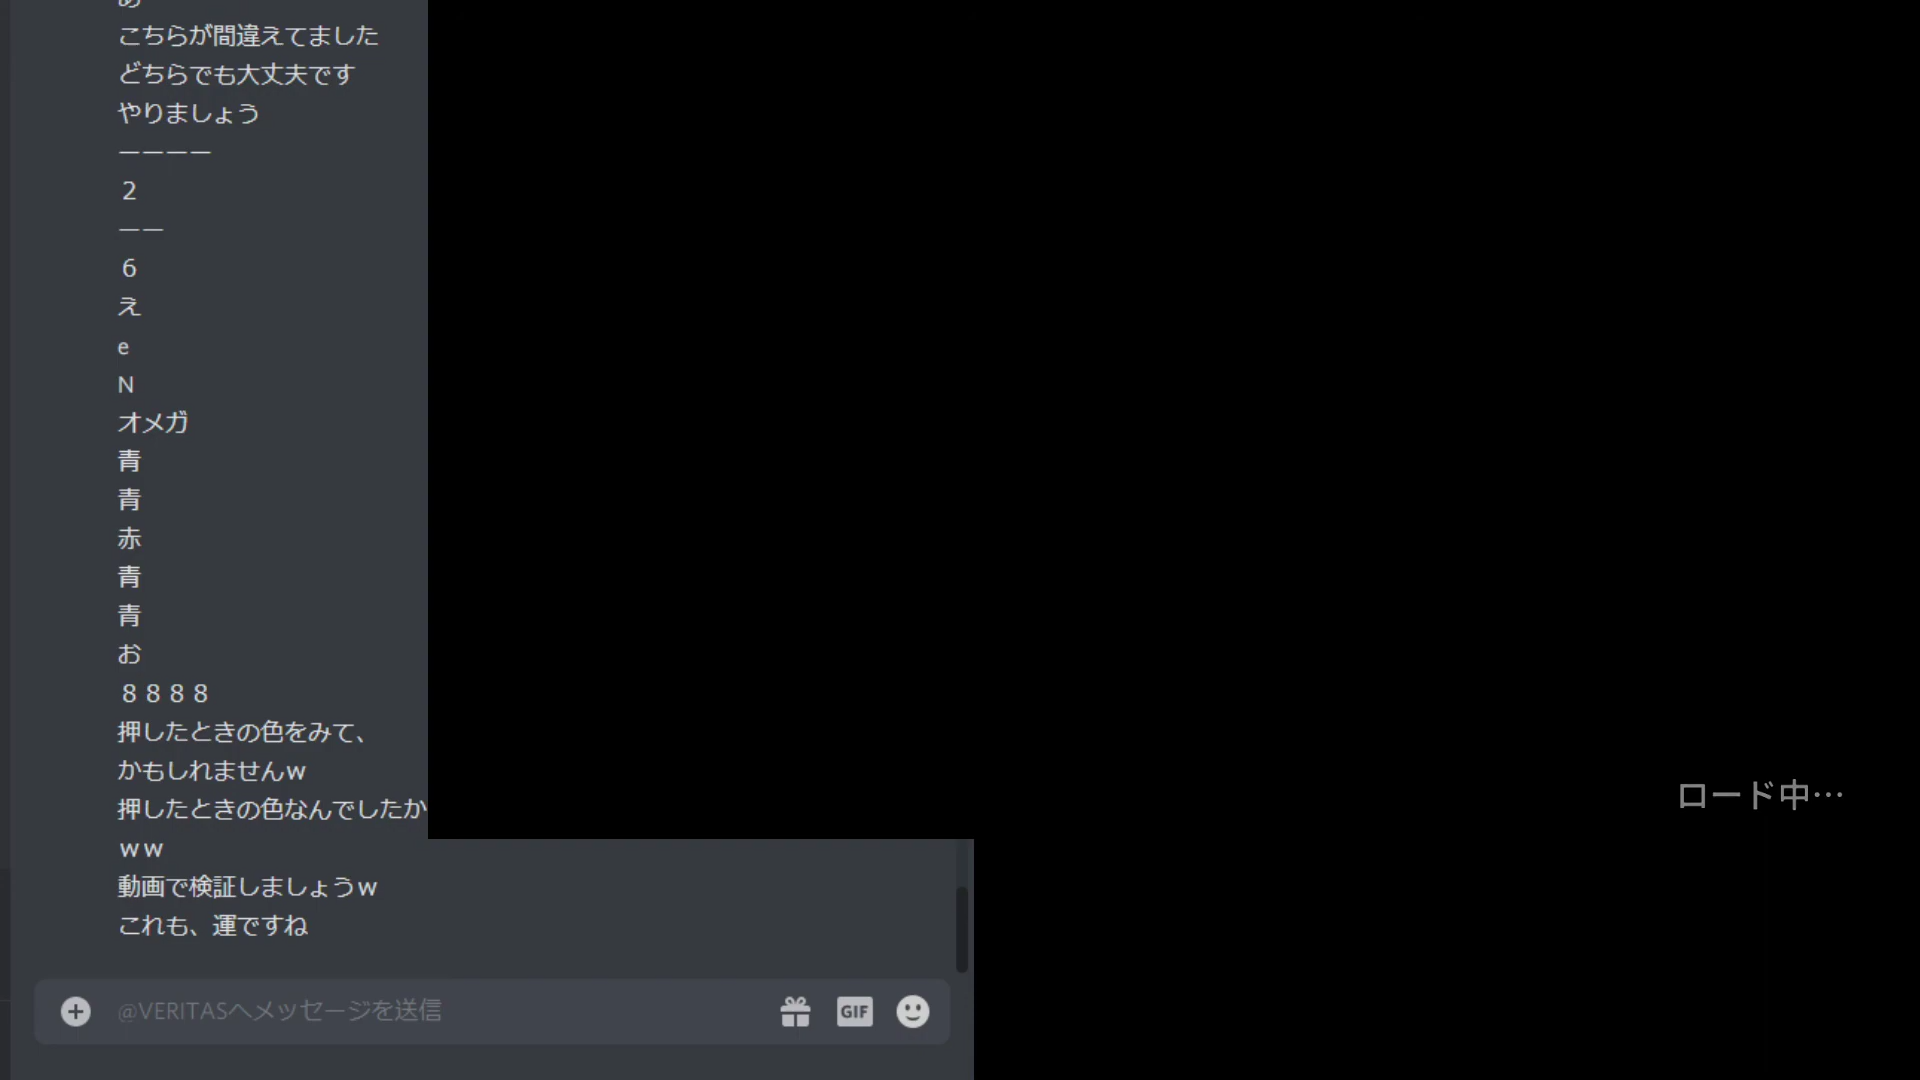 あ
こちらが間違えてました
どちらでも大丈夫です
やりましょう
ーーーー
２
ーー
６
え
e
N
オメガ
青
青
赤
青
青
お
８８８８
押したときの色をみて、
かもしれませんｗ
押したときの色なんでしたか
ｗｗ
動画で検証しましょうｗ
これも、運ですね
@VERITASへメッセージを送信
GIF
ロード中…